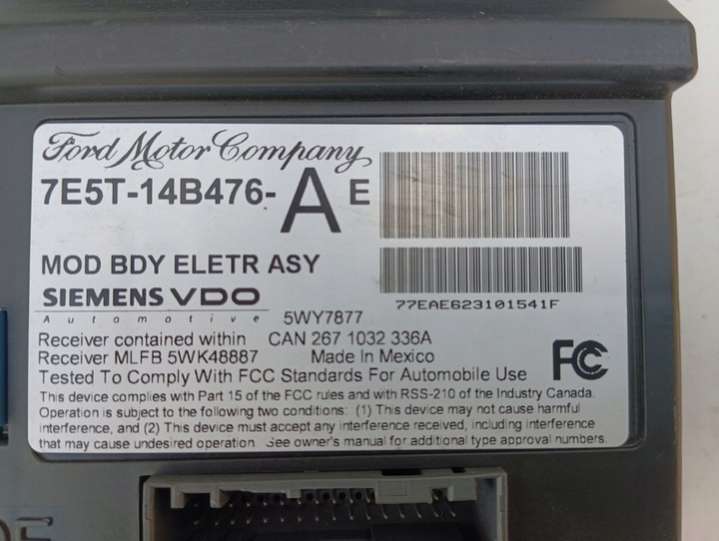 Ford Motor Company
7E5T-14B476-A E
MOD BDY ELETR ASY
SIEMENS VDO
77EAE623101541F
Automotive 5WY7877
Receiver contained within CAN 267 1032 336A
Receiver MLFB 5WK48887 Made In Mexico
FC
Tested To Comply With FCC Standards For Automobile Use
This device complies with Part 15 of the FCC rules and with RSS-210 of the Industry Canada.
Operation is subject to the following two conditions: (1) This device may not cause harmful
interference, and (2) This device must accept any interference received, including interference
that may cause undesired operation. See owner's manual for additional type approval numbers.